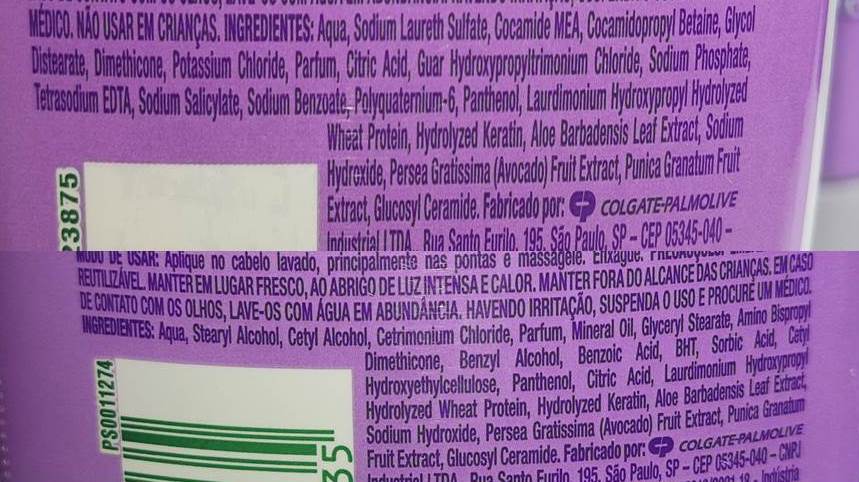 MÉDICO. NÃO USAR EM CRIANÇAS. INGREDIENTES: Aqua, Sodium Laureth Sulfate, Cocamide MEA, Cocamidopropyl Betaine, Glycol
Distearate, Dimethicone, Potassium Chloride, Parfum, Citric Acid, Guar Hydroxypropyltrimonium Chloride, Sodium Phosphate,
Tetrasodium EDTA, Sodium Salicylate, Sodium Benzoate, Polyquaternium-6, Panthenol, Laurdimonium Hydroxypropyl Hydrolyzed
Wheat Protein, Hydrolyzed Keratin, Aloe Barbadensis Leaf Extract, Sodium
Hydroxide, Persea Gratissima (Avocado) Fruit Extract, Punica Granatum Fruit
Extract, Glucosyl Ceramide. Fabricado por: COLGATE-PALMOLIVE
Industrial LTDA. Rua Santo Eurilo, 195, São Paulo, SP – CEP 05345-040 –
23875
MODO DE USAR: Aplique no cabelo lavado, principalmente nas pontas e massageie. Enxágue.
REUTILIZÁVEL. MANTER EM LUGAR FRESCO, AO ABRIGO DE LUZ INTENSA E CALOR. MANTER FORA DO ALCANCE DAS CRIANÇAS. EM CASO
DE CONTATO COM OS OLHOS, LAVE-OS COM ÁGUA EM ABUNDÂNCIA. HAVENDO IRRITAÇÃO, SUSPENDA O USO E PROCURE UM MÉDICO.
INGREDIENTES: Aqua, Stearyl Alcohol, Cetyl Alcohol, Cetrimonium Chloride, Parfum, Mineral Oil, Glyceryl Stearate, Amino Bispropyl
Dimethicone, Benzyl Alcohol, Benzoic Acid, BHT, Sorbic Acid, Cetyl
Hydroxyethylcellulose, Panthenol, Citric Acid, Laurdimonium Hydroxypropyl
Hydrolyzed Wheat Protein, Hydrolyzed Keratin, Aloe Barbadensis Leaf Extract,
Sodium Hydroxide, Persea Gratissima (Avocado) Fruit Extract, Punica Granatum
Fruit Extract, Glucosyl Ceramide. Fabricado por: COLGATE-PALMOLIVE
Industrial LTDA. Rua Santo Eurilo, 195, São Paulo, SP – CEP 05345-040 – CNPJ
PS0011274
35